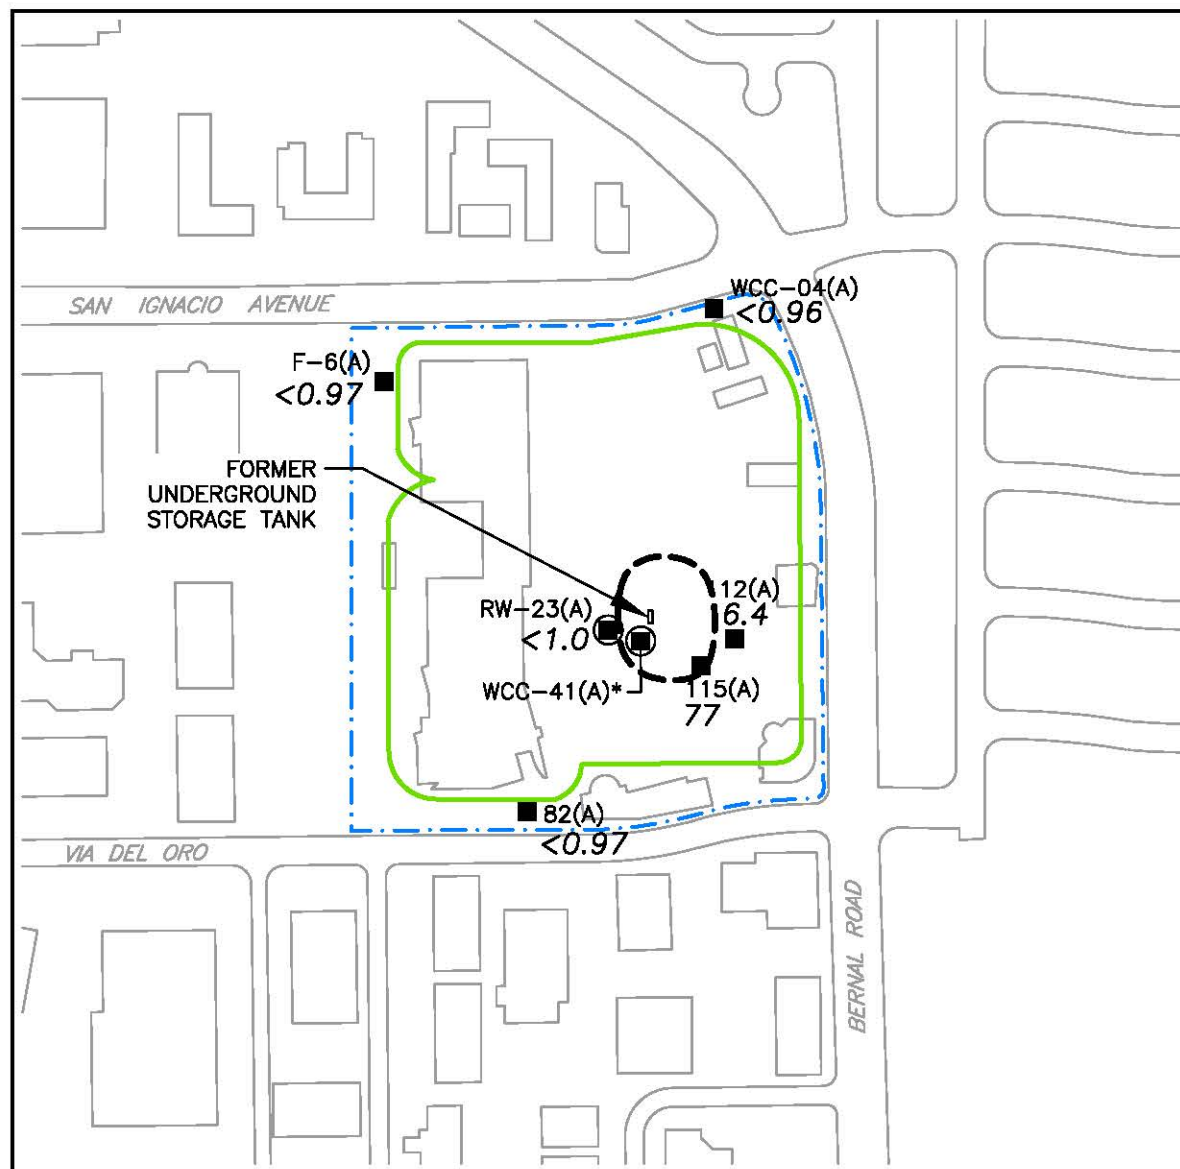 WCC-04(A)
<0.96
SAN IGNACIO AVENUE
F-6(A)
<0.97
FORMER
UNDERGROUND
STORAGE TANK
112(A)
6.4
RW-23(A)
<1.0
WCC-41(A)*
115(A)
77
82(A)
<0.97
VIA DEL ORO
BERNAL ROAD